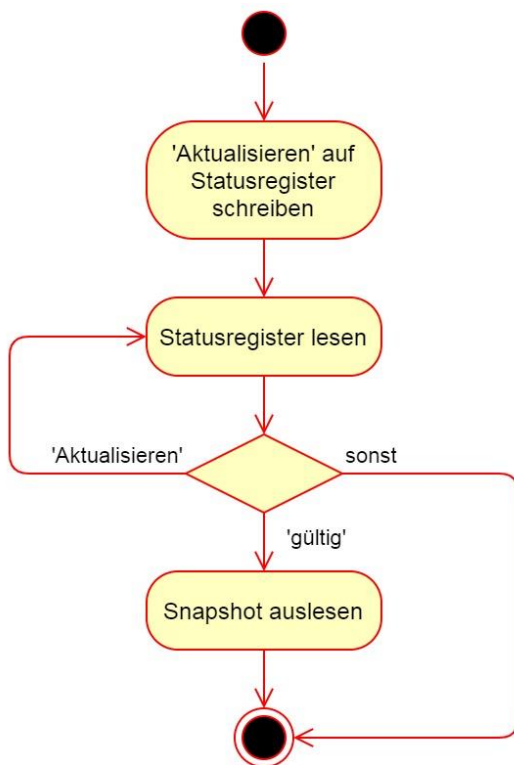 'Aktualisieren' auf
Statusregister
schreiben
Statusregister lesen
'Aktualisieren'
sonst
'gültig'
Snapshot auslesen